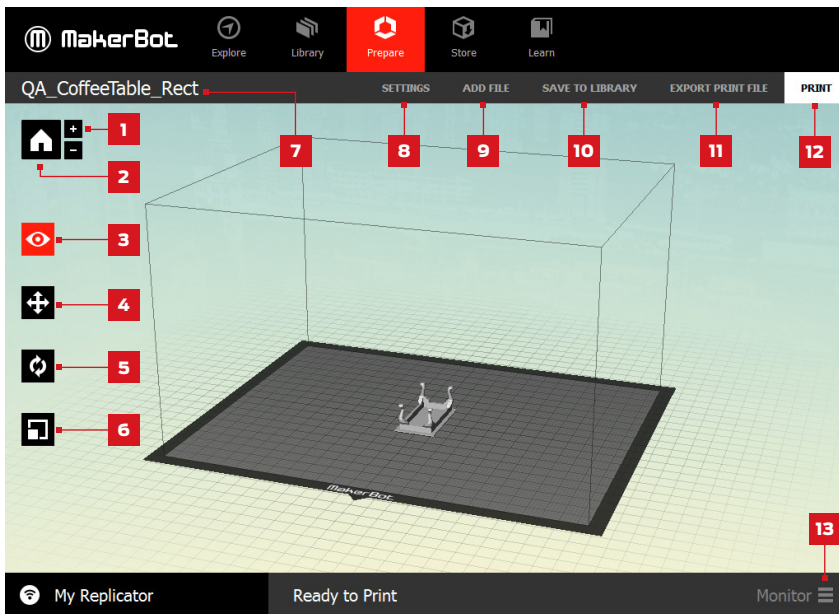 MakerBot
Explore
Library
Prepare
Store
Learn
QA_CoffeeTable_Rect
SETTINGS
ADD FILE
SAVE TO LIBRARY
EXPORT PRINT FILE
PRINT
1
2
3
4
5
6
7
8
9
10
11
12
MakerBot
13
My Replicator
Ready to Print
Monitor